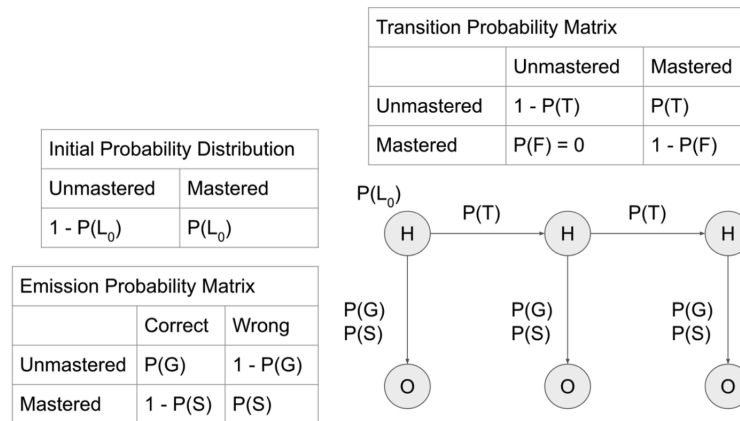 Transition Probability Matrix
Unmastered Mastered
Unmastered 1 - P(T) P(T)
Mastered P(F) = 0 1 - P(F)
Initial Probability Distribution
Unmastered Mastered
1 - P(L₀) P(L₀)
Emission Probability Matrix
Correct Wrong
Unmastered P(G) 1 - P(G)
Mastered 1 - P(S) P(S)
P(L₀)
P(T) P(T)
H H H
P(G) P(G) P(G)
P(S) P(S) P(S)
O O O